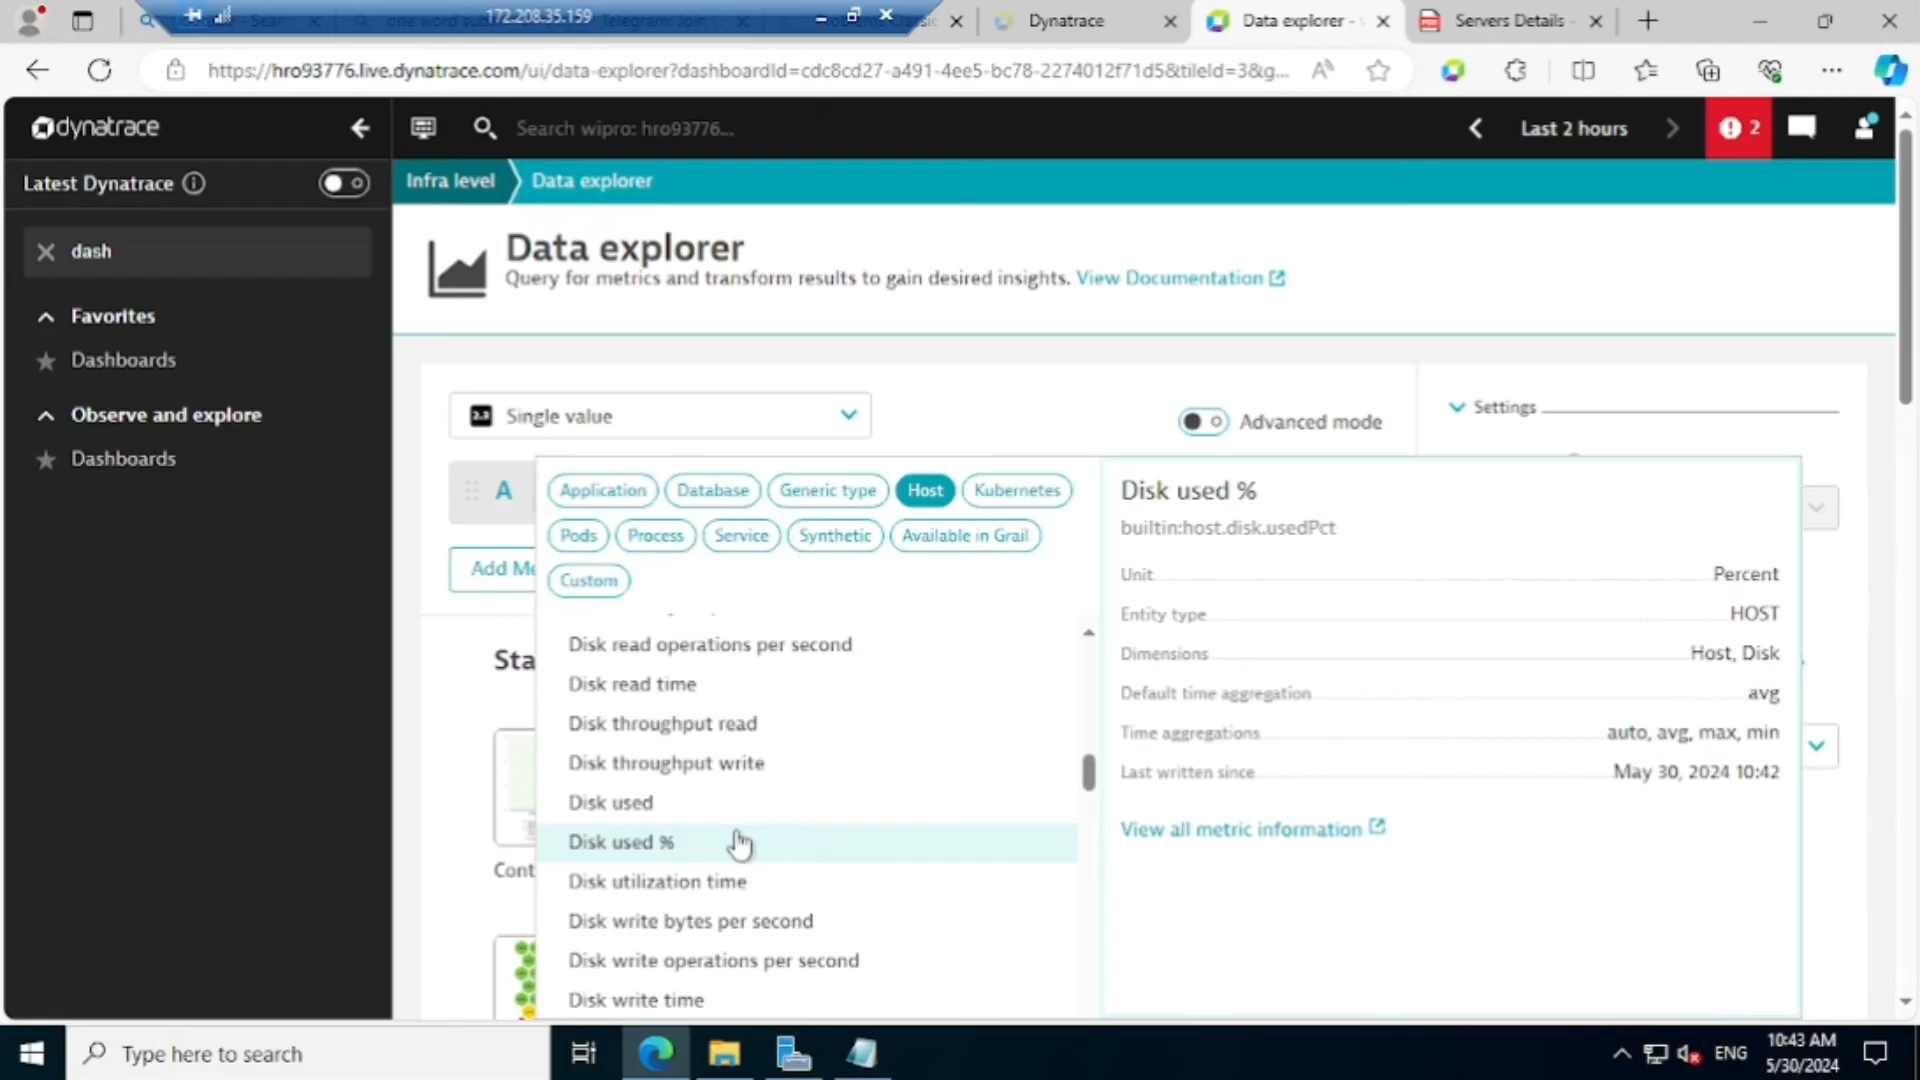 172.208.35.159
Dynatrace
Data explorer -
Servers Details
https://hro93776.live.dynatrace.com/ui/data-explorer?dashboardId=cdc8cd27-a491-4ee5-bc78-2274012f71d5&tileId=3&g...
dynatrace
Search wipro: hro93776...
Last 2 hours
2
Latest Dynatrace
Infra level
Data explorer
dash
Data explorer
Query for metrics and transform results to gain desired insights. View Documentation
Favorites
Dashboards
Observe and explore
Dashboards
Single value
Advanced mode
Settings
A
Application
Database
Generic type
Host
Kubernetes
Pods
Process
Service
Synthetic
Available in Grail
Custom
Add Me
Sta
Cont
Disk read operations per second
Disk read time
Disk throughput read
Disk throughput write
Disk used
Disk used %
Disk utilization time
Disk write bytes per second
Disk write operations per second
Disk write time
Disk used %
builtin:host.disk.usedPct
Unit Percent
Entity type HOST
Dimensions Host, Disk
Default time aggregation avg
Time aggregations auto, avg, max, min
Last written since May 30, 2024 10:42
View all metric information
Type here to search
ENG
10:43 AM
5/30/2024